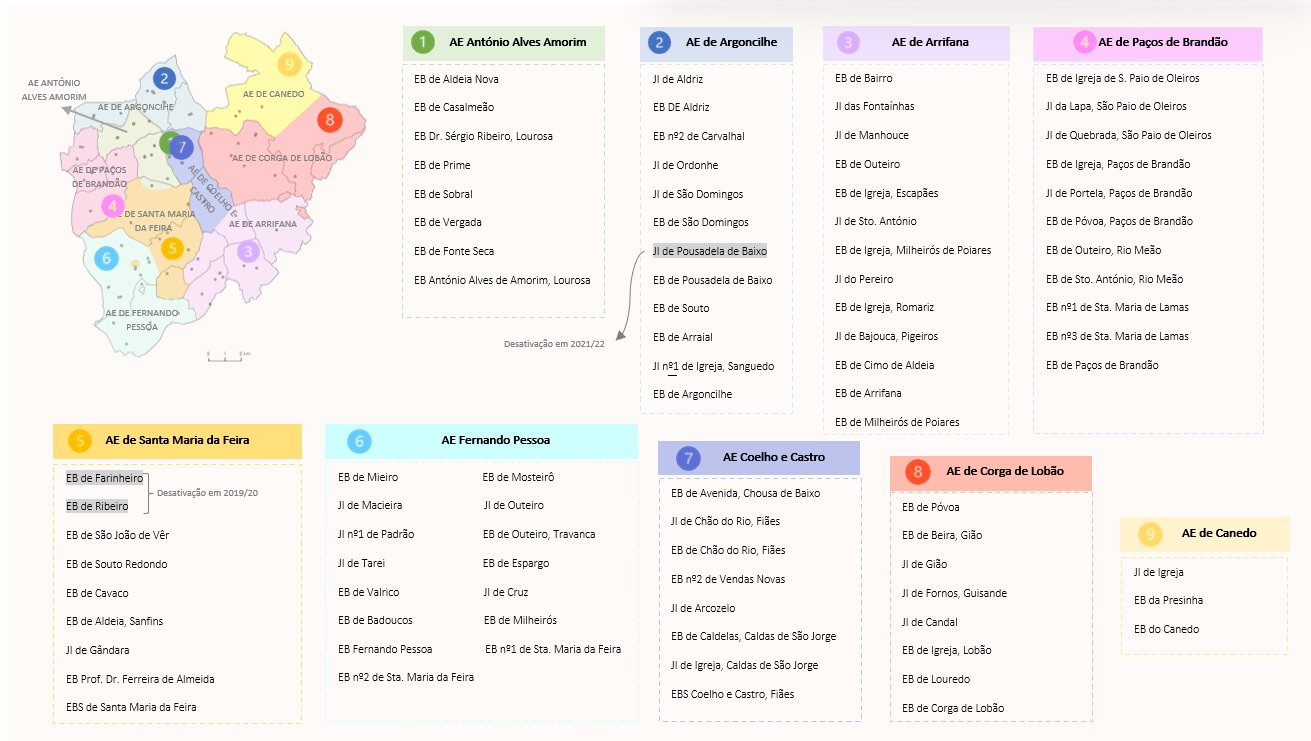 9
2
AE ANTÓNIO
ALVES AMORIM
AE DE CANEDO
AE DE ARGONCIHE
8
7
AE DE CORGA DE LOBÃO
AE DE PAÇOS
DE BRANDÃO
AE DE COELHO E
CASTRO
4
E DE SANTA MARIA
DA FEIRA
AE DE ARRIFANA
5
3
6
AE DE FERNANDO
PESSOA
0 1 2 km
1 AE António Alves Amorim
EB de Aldeia Nova
EB de Casalmeão
EB Dr. Sérgio Ribeiro, Lourosa
EB de Prime
EB de Sobral
EB de Vergada
EB de Fonte Seca
EB António Alves de Amorim, Lourosa
2 AE de Argoncilhe
JI de Aldriz
EB DE Aldriz
EB nº2 de Carvalhal
JI de Ordonhe
JI de São Domingos
EB de São Domingos
JI de Pousadela de Baixo
EB de Pousadela de Baixo
EB de Souto
EB de Arraial
JI nº1 de Igreja, Sanguedo
EB de Argoncilhe
Desativação em 2021/22
3 AE de Arrifana
EB de Bairro
JI das Fontaínhas
JI de Manhouce
EB de Outeiro
EB de Igreja, Escapães
JI de Sto. António
EB de Igreja, Milheirós de Poiares
JI do Pereiro
EB de Igreja, Romariz
JI de Bajouca, Pigeiros
EB de Cimo de Aldeia
EB de Arrifana
EB de Milheirós de Poiares
4 AE de Paços de Brandão
EB de Igreja de S. Paio de Oleiros
JI da Lapa, São Paio de Oleiros
JI de Quebrada, São Paio de Oleiros
EB de Igreja, Paços de Brandão
JI de Portela, Paços de Brandão
EB de Póvoa, Paços de Brandão
EB de Outeiro, Rio Meão
EB de Sto. António, Rio Meão
EB nº1 de Sta. Maria de Lamas
EB nº3 de Sta. Maria de Lamas
EB de Paços de Brandão
5 AE de Santa Maria da Feira
EB de Farinheiro
EB de Ribeiro
Desativação em 2019/20
EB de São João de Vêr
EB de Souto Redondo
EB de Cavaco
EB de Aldeia, Sanfins
JI de Gândara
EB Prof. Dr. Ferreira de Almeida
EBS de Santa Maria da Feira
6 AE Fernando Pessoa
EB de Mieiro
JI de Macieira
JI nº1 de Padrão
JI de Tarei
EB de Valrico
EB de Badoucos
EB Fernando Pessoa
EB nº2 de Sta. Maria da Feira
EB de Mosteirô
JI de Outeiro
EB de Outeiro, Travanca
EB de Espargo
JI de Cruz
EB de Milheirós
EB nº1 de Sta. Maria da Feira
7 AE Coelho e Castro
EB de Avenida, Chousa de Baixo
JI de Chão do Rio, Fiães
EB de Chão do Rio, Fiães
EB nº2 de Vendas Novas
JI de Arcozelo
EB de Caldelas, Caldas de São Jorge
JI de Igreja, Caldas de São Jorge
EBS Coelho e Castro, Fiães
8 AE de Corga de Lobão
EB de Póvoa
EB de Beira, Gião
JI de Gião
JI de Fornos, Guisande
JI de Candal
EB de Igreja, Lobão
EB de Louredo
EB de Corga de Lobão
9 AE de Canedo
JI de Igreja
EB da Presinha
EB do Canedo